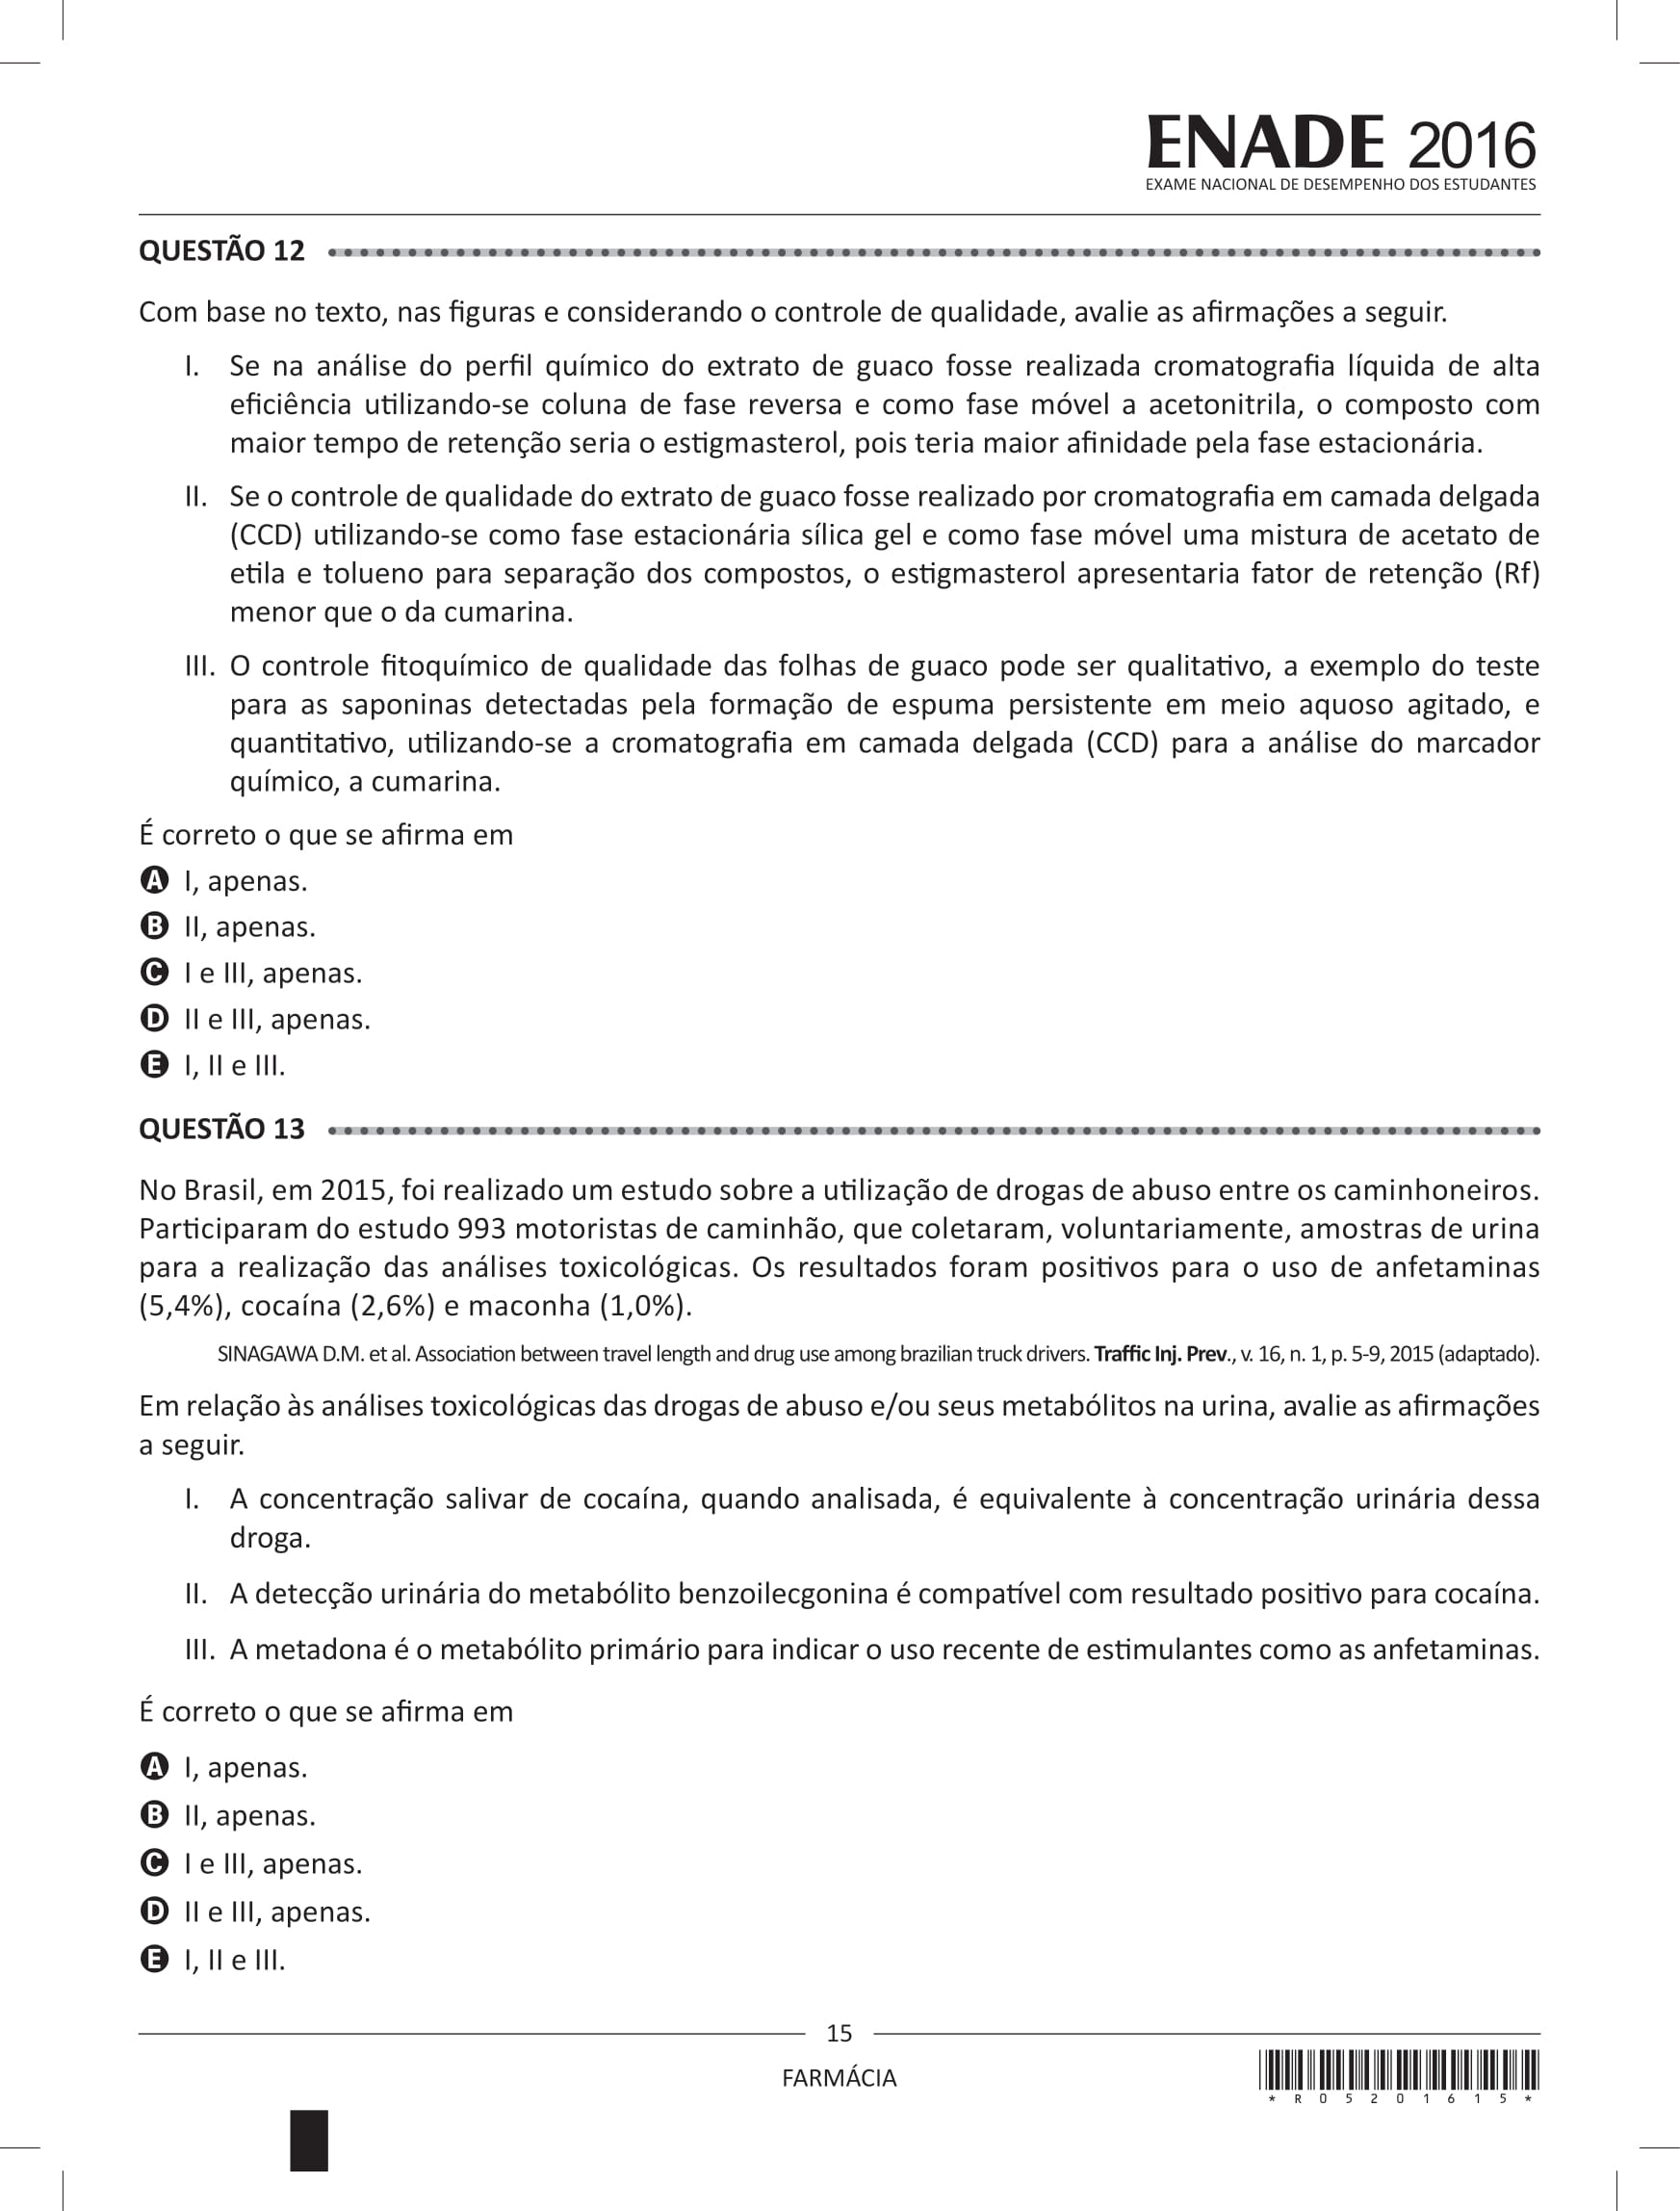 ENADE 2016
EXAME NACIONAL DE DESEMPENHO DOS ESTUDANTES
QUESTÃO 12
Com base no texto, nas figuras e considerando o controle de qualidade, avalie as afirmações a seguir.
I. Se na análise do perfil químico do extrato de guaco fosse realizada cromatografia líquida de alta
eficiência utilizando-se coluna de fase reversa e como fase móvel a acetonitrila, o composto com
maior tempo de retenção seria o estigmasterol, pois teria maior afinidade pela fase estacionária.
II. Se o controle de qualidade do extrato de guaco fosse realizado por cromatografia em camada delgada
(CCD) utilizando-se como fase estacionária sílica gel e como fase móvel uma mistura de acetato de
etila e tolueno para separação dos compostos, o estigmasterol apresentaria fator de retenção (Rf)
menor que o da cumarina.
III. O controle fitoquímico de qualidade das folhas de guaco pode ser qualitativo, a exemplo do teste
para as saponinas detectadas pela formação de espuma persistente em meio aquoso agitado, e
quantitativo, utilizando-se a cromatografia em camada delgada (CCD) para a análise do marcador
químico, a cumarina.
É correto o que se afirma em
A I, apenas.
B II, apenas.
C I e III, apenas.
D II e III, apenas.
E I, II e III.
QUESTÃO 13
No Brasil, em 2015, foi realizado um estudo sobre a utilização de drogas de abuso entre os caminhoneiros.
Participaram do estudo 993 motoristas de caminhão, que coletaram, voluntariamente, amostras de urina
para a realização das análises toxicológicas. Os resultados foram positivos para o uso de anfetaminas
(5,4%), cocaína (2,6%) e maconha (1,0%).
SINAGAWA D.M. et al. Association between travel length and drug use among brazilian truck drivers. Traffic Inj. Prev., v. 16, n. 1, p. 5-9, 2015 (adaptado).
Em relação às análises toxicológicas das drogas de abuso e/ou seus metabólitos na urina, avalie as afirmações
a seguir.
I. A concentração salivar de cocaína, quando analisada, é equivalente à concentração urinária dessa
droga.
II. A detecção urinária do metabólito benzoilecgonina é compatível com resultado positivo para cocaína.
III. A metadona é o metabólito primário para indicar o uso recente de estimulantes como as anfetaminas.
É correto o que se afirma em
A I, apenas.
B II, apenas.
C I e III, apenas.
D II e III, apenas.
E I, II e III.
15
FARMÁCIA
* R 0 5 2 0 1 6 1 5 *